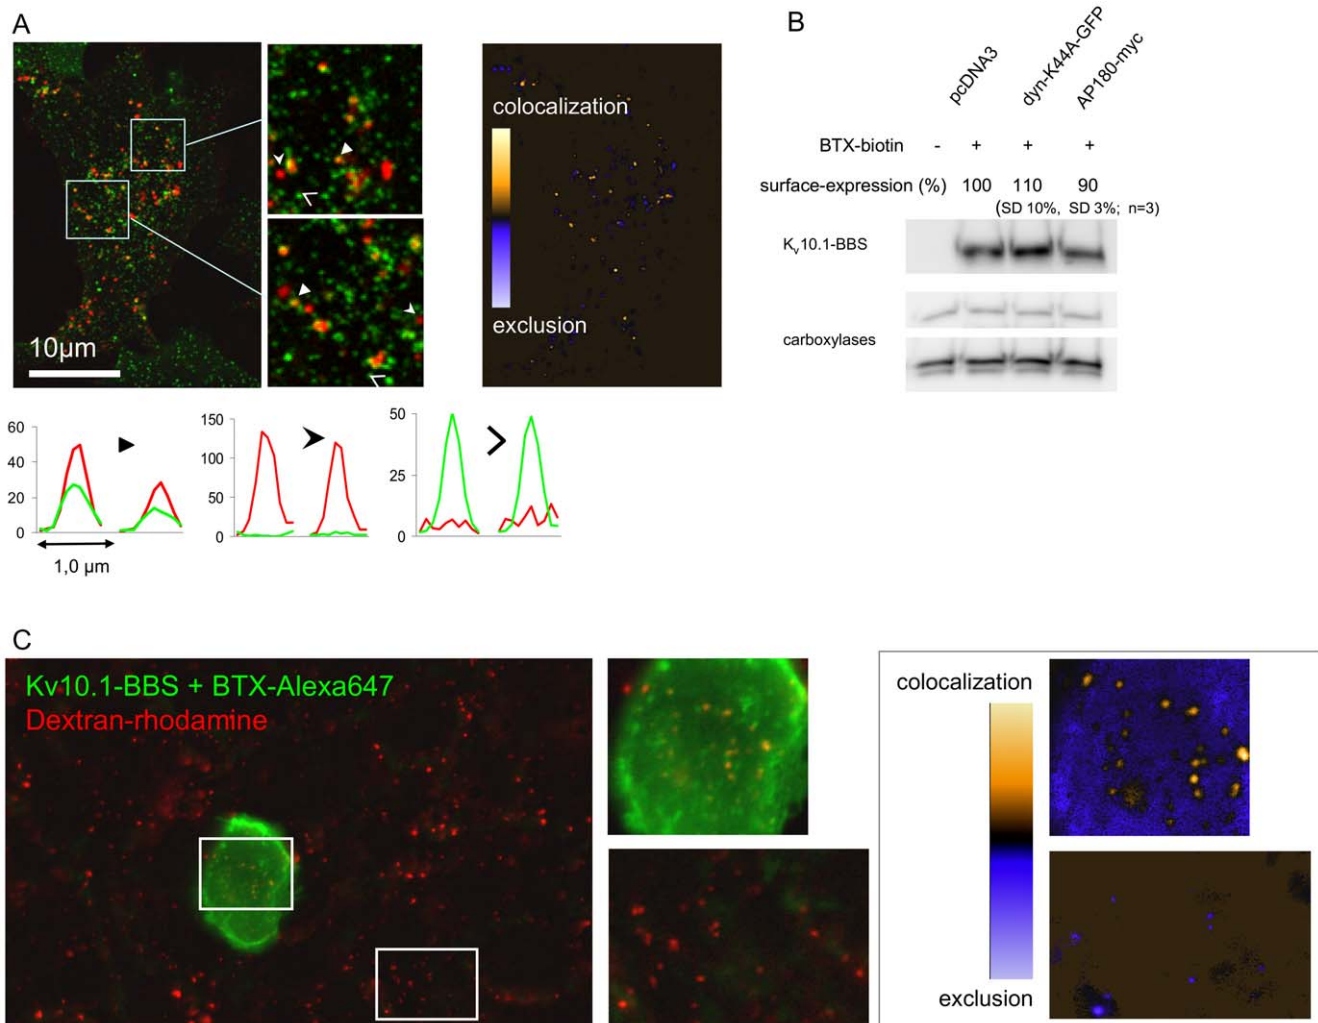 A
10µm
colocalization
exclusion
60
40
20
0
1,0 µm
150
100
50
0
50
25
0
B
pcDNA3
dyn-K44A-GFP
AP180-myc
BTX-biotin - + + +
surface-expression (%) 100 110 90
(SD 10%, SD 3%; n=3)
Kv10.1-BBS
carboxylases
C
Kv10.1-BBS + BTX-Alexa647
Dextran-rhodamine
colocalization
exclusion